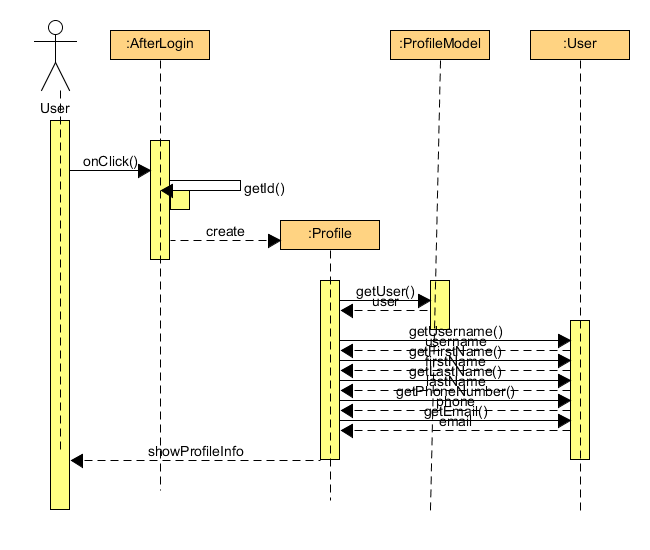 :AfterLogin
:ProfileModel
:User
User
onClick()
getId()
create
:Profile
getUser()
user
getUsername()
username
getFirstName()
firstName
getLastName()
lastName
getPhoneNumber()
phone
getEmail()
email
showProfileInfo